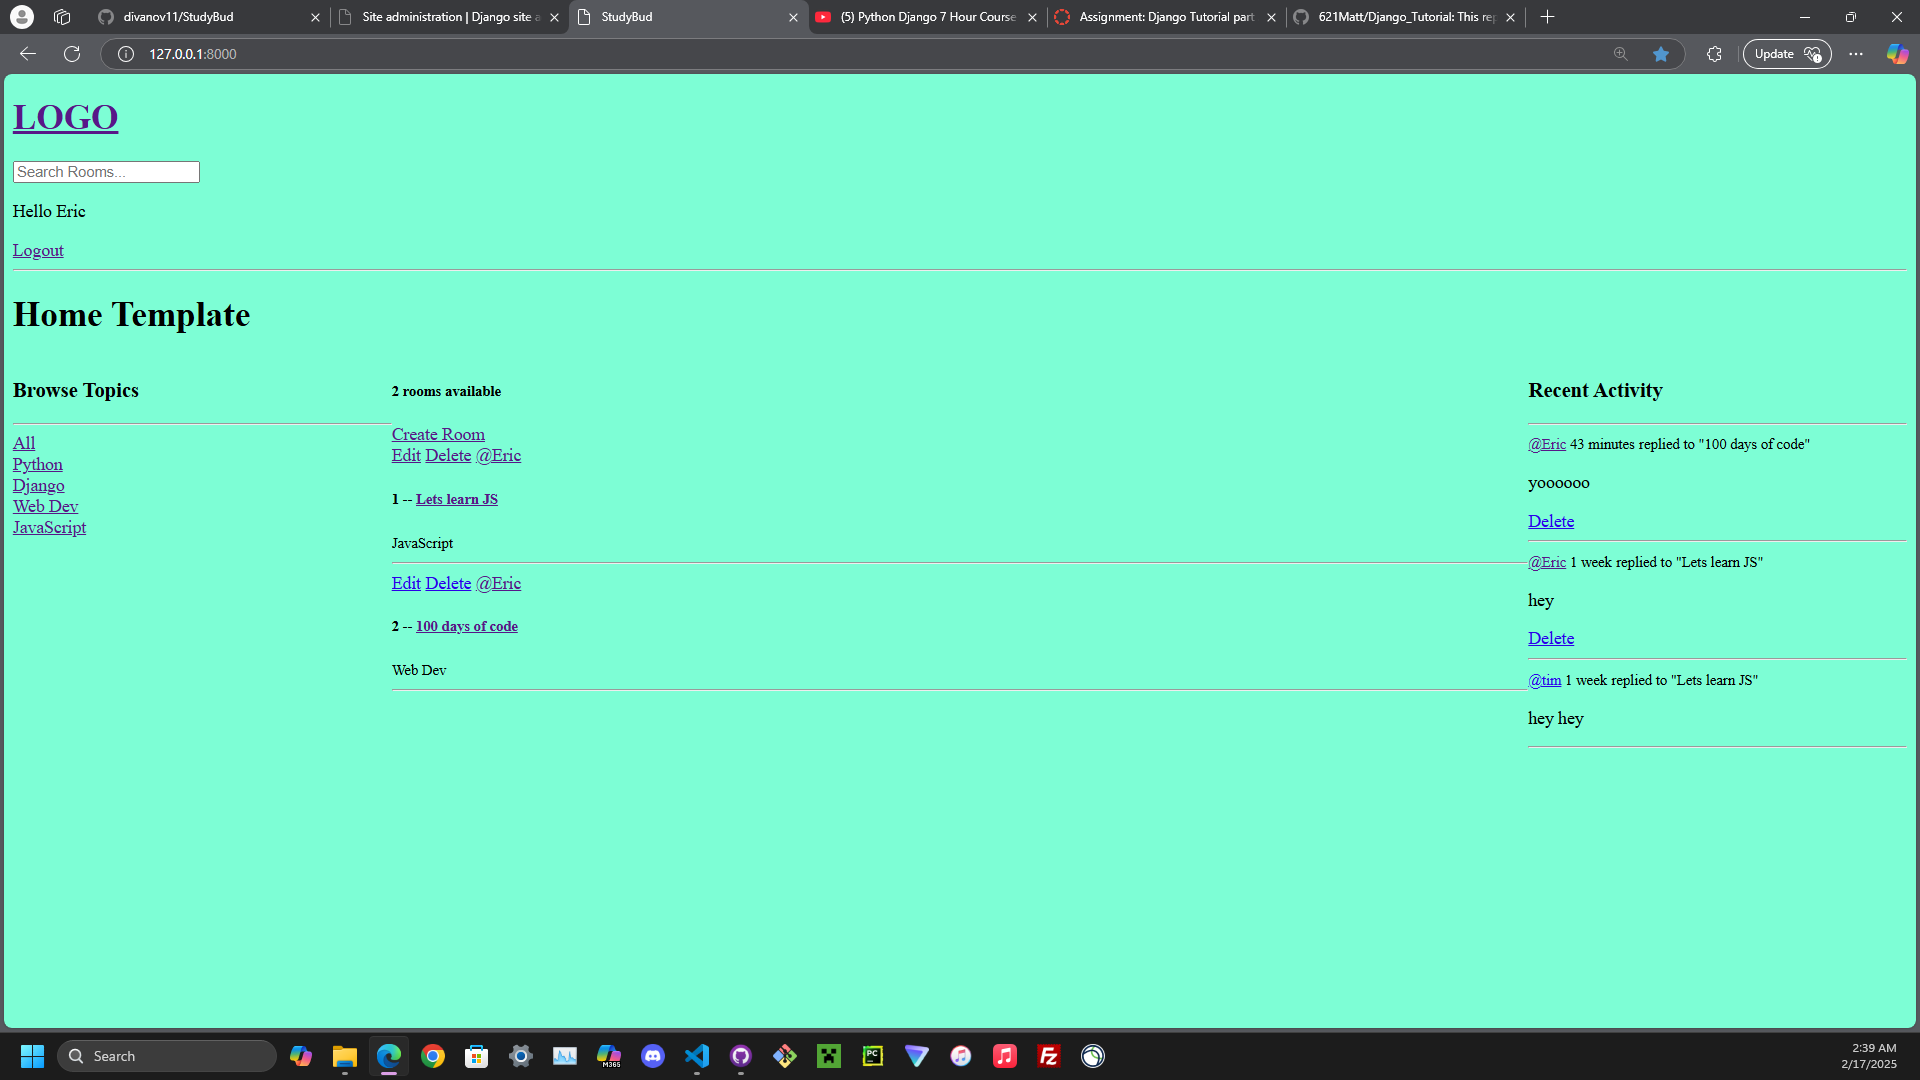 divanov11/StudyBud
Site administration | Django site a
StudyBud
(5) Python Django 7 Hour Course
Assignment: Django Tutorial part
621Matt/Django_Tutorial: This rep
127.0.0.1:8000
Update
LOGO
Search Rooms...
Hello Eric
Logout
Home Template
Browse Topics
All
Python
Django
Web Dev
JavaScript
2 rooms available
Create Room
Edit Delete @Eric
1 -- Lets learn JS
JavaScript
Edit Delete @Eric
2 -- 100 days of code
Web Dev
Recent Activity
@Eric 43 minutes replied to "100 days of code"
yoooooo
Delete
@Eric 1 week replied to "Lets learn JS"
hey
Delete
@tim 1 week replied to "Lets learn JS"
hey hey
Search
M365
PC
Fz
2:39 AM
2/17/2025